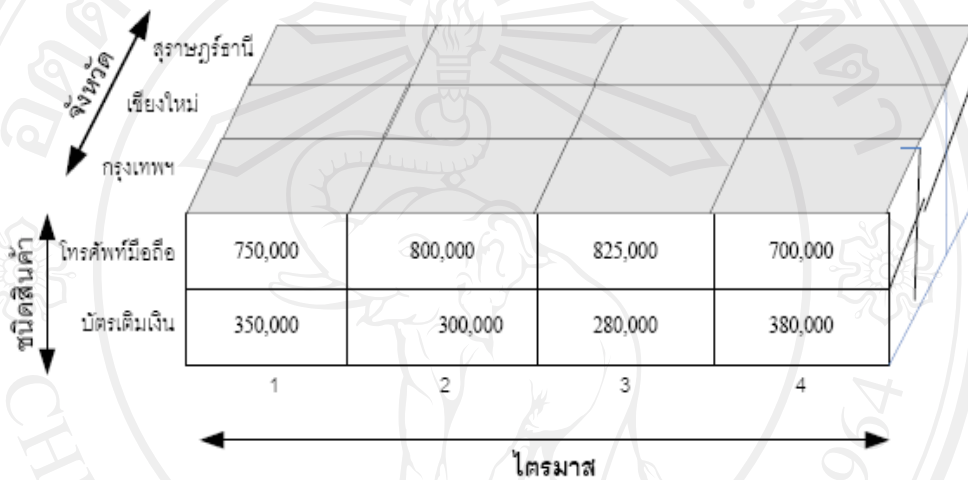 สุราษฎร์ธานี
จังหวัด
เชียงใหม่
กรุงเทพฯ
ชนิดสินค้า
โทรศัพท์มือถือ 750,000 800,000 825,000 700,000
บัตรเติมเงิน 350,000 300,000 280,000 380,000
1 2 3 4
ไตรมาส
964